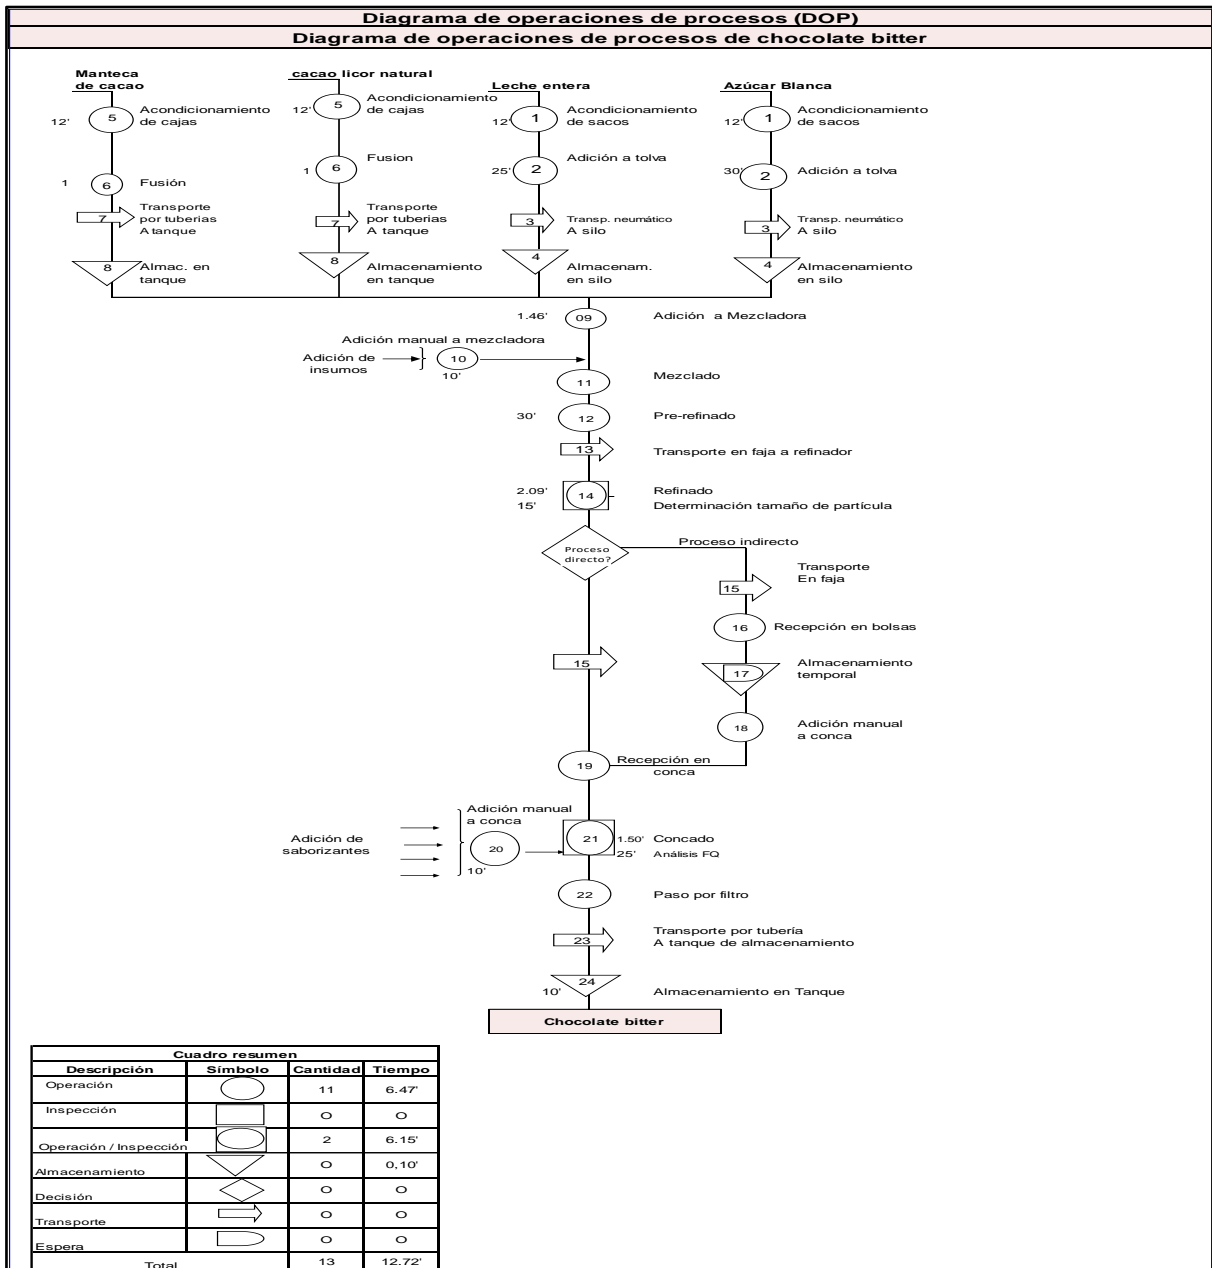 Diagrama de operaciones de procesos (DOP)
Diagrama de operaciones de procesos de chocolate bitter
Manteca
de cacao
12'
5
Acondicionamiento
de cajas
1
6
Fusión
7
Transporte
por tuberias
A tanque
8
Almac. en
tanque
cacao licor natural
12'
5
Acondicionamiento
de cajas
1
6
Fusion
7
Transporte
por tuberias
A tanque
8
Almacenamiento
en tanque
Leche entera
12'
1
Acondicionamiento
de sacos
25'
2
Adición a tolva
3
Transp. neumático
A silo
4
Almacenam.
en silo
Azúcar Blanca
12'
1
Acondicionamiento
de sacos
30'
2
Adición a tolva
3
Transp. neumático
A silo
4
Almacenamiento
en silo
1.46'
09
Adición a Mezcladora
Adición manual a mezcladora
Adición de
insumos
10
10'
11
Mezclado
30'
12
Pre-refinado
13
Transporte en faja a refinador
2.09'
15'
14
Refinado
Determinación tamaño de partícula
Proceso
directo?
Proceso indirecto
15
Transporte
En faja
16
Recepción en bolsas
15
17
Almacenamiento
temporal
18
Adición manual
a conca
19
Recepción en
conca
Adición manual
a conca
Adición de
saborizantes
20
10'
21
1.50'
Concado
25'
Análisis FQ
22
Paso por filtro
23
Transporte por tubería
A tanque de almacenamiento
24
10'
Almacenamiento en Tanque
Chocolate bitter
Cuadro resumen
Descripción Símbolo Cantidad Tiempo
Operación 11 6.47'
Inspección O O
Operación / Inspección 2 6.15'
Almacenamiento O 0,10'
Decisión O O
Transporte O O
Espera O O
Total 13 12.72'